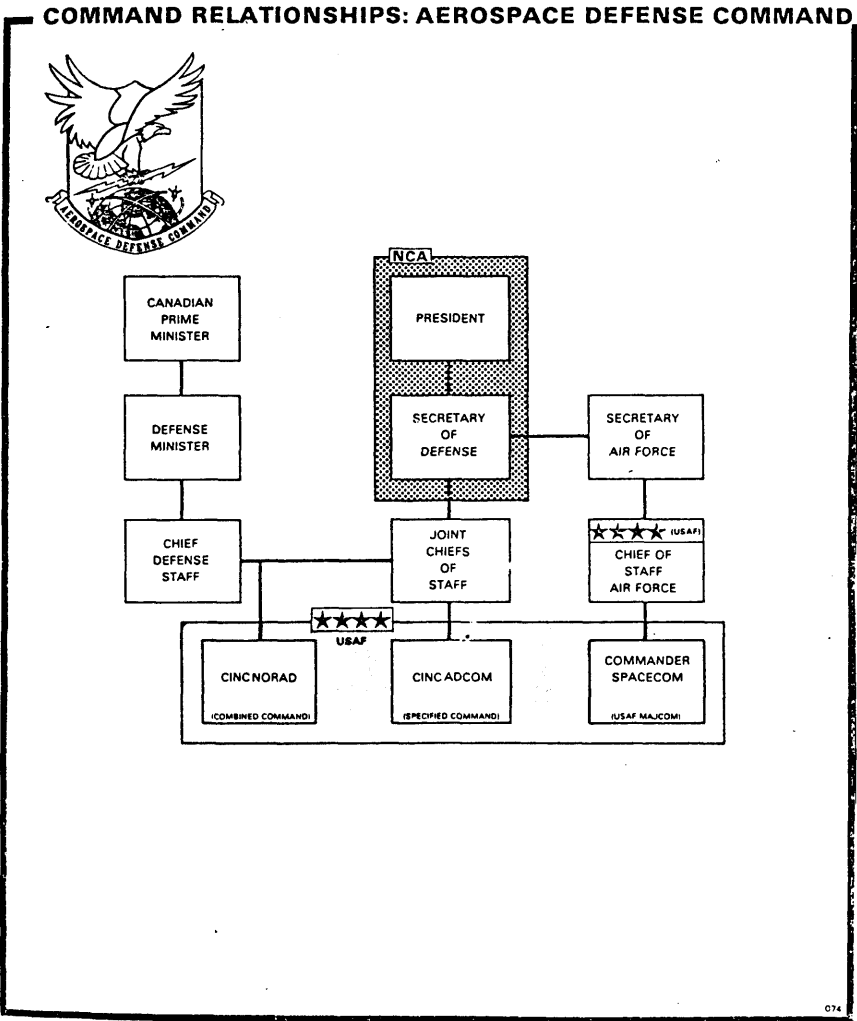 COMMAND RELATIONSHIPS: AEROSPACE DEFENSE COMMAND
AEROSPACE DEFENSE COMMAND
NCA
CANADIAN
PRIME
MINISTER
PRESIDENT
DEFENSE
MINISTER
SECRETARY
OF
DEFENSE
SECRETARY
OF
AIR FORCE
CHIEF
DEFENSE
STAFF
JOINT
CHIEFS
OF
STAFF
(USAF)
CHIEF OF
STAFF
AIR FORCE
USAF
CINCNORAD
(COMBINED COMMAND)
CINCADCOM
(SPECIFIED COMMAND)
COMMANDER
SPACECOM
(USAF MAJCOM)
074